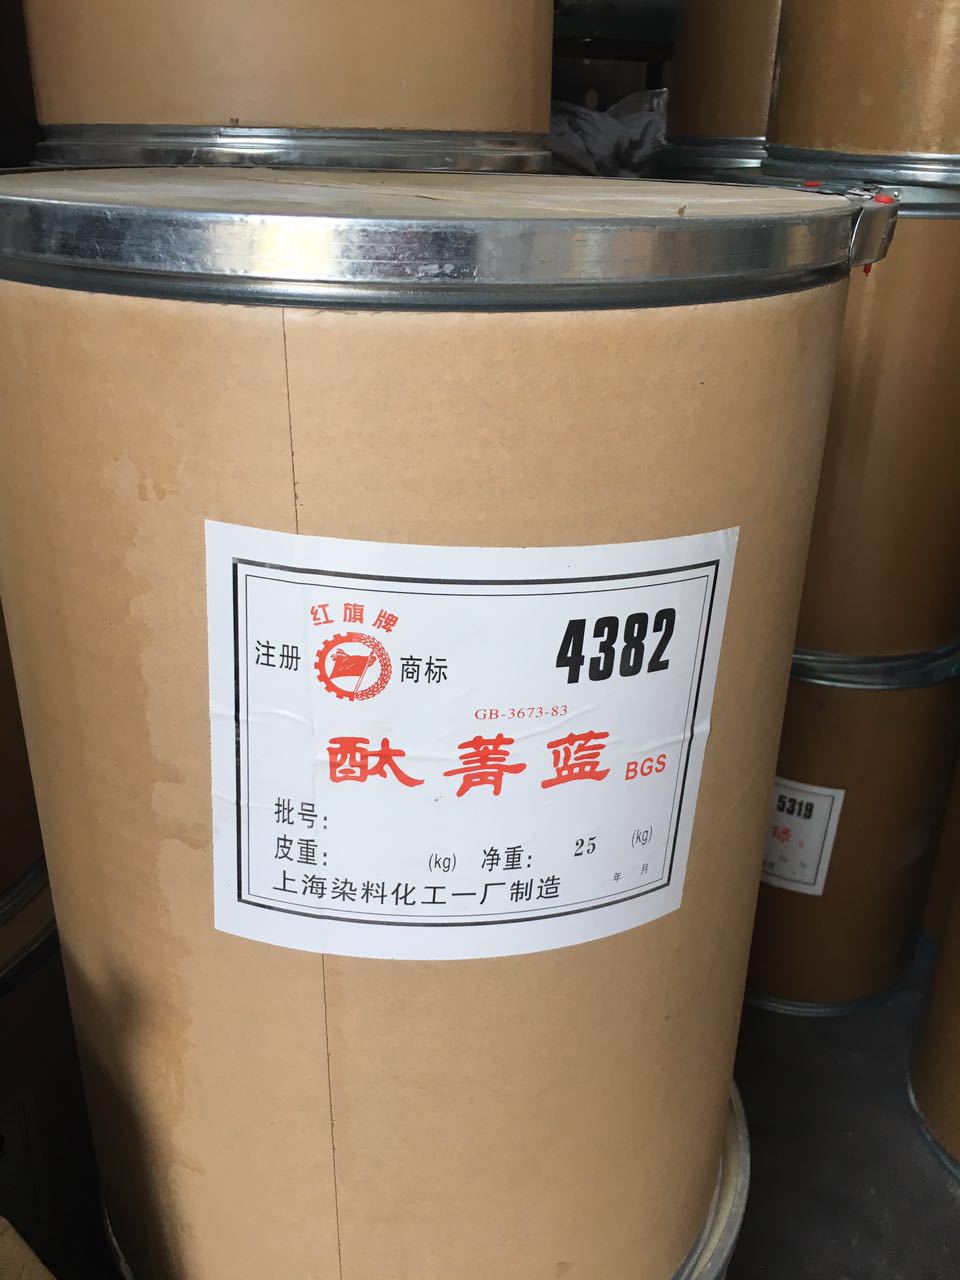 红旗牌
注册 商标
4382
GB-3673-83
酞菁蓝 BGS
批号:
皮重: (kg) 净重: 25 (kg)
上海染料化工一厂制造 年 月
5319